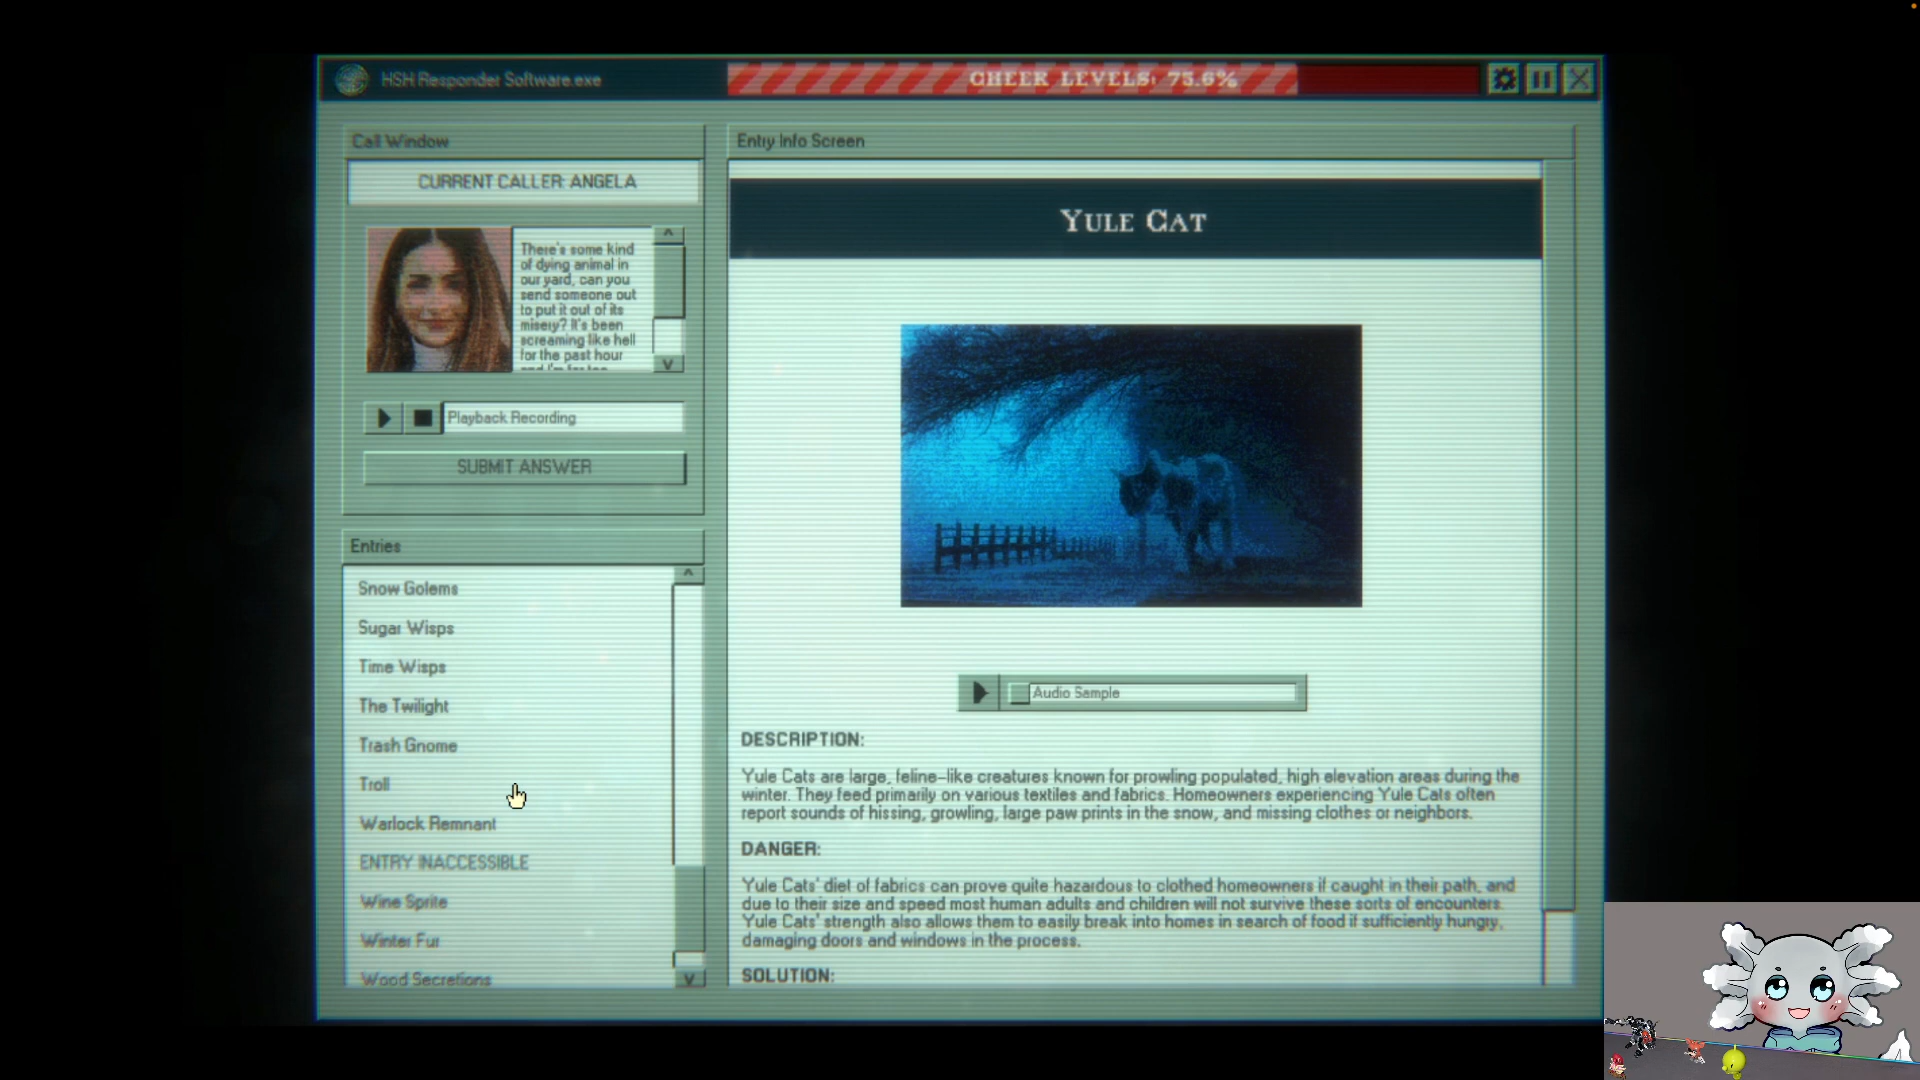 HSH Responder Software.exe
CHEER LEVELS: 75.6%
Call Window
CURRENT CALLER: ANGELA
There's some kind
of dying animal in
our yard, can you
send someone out
to put it out of its
misery? It's been
screaming like hell
for the past hour
and I'm far too
Playback Recording
SUBMIT ANSWER
Entries
Snow Golems
Sugar Wisps
Time Wisps
The Twilight
Trash Gnome
Troll
Warlock Remnant
ENTRY INACCESSIBLE
Wine Sprite
Winter Fur
Wood Secretions
Entry Info Screen
Yule Cat
Audio Sample
DESCRIPTION:
Yule Cats are large, feline-like creatures known for prowling populated, high elevation areas during the
winter. They feed primarily on various textiles and fabrics. Homeowners experiencing Yule Cats often
report sounds of hissing, growling, large paw prints in the snow, and missing clothes or neighbors.
DANGER:
Yule Cats' diet of fabrics can prove quite hazardous to clothed homeowners if caught in their path, and
due to their size and speed most human adults and children will not survive these sorts of encounters.
Yule Cats' strength also allows them to easily break into homes in search of food if sufficiently hungry,
damaging doors and windows in the process.
SOLUTION: